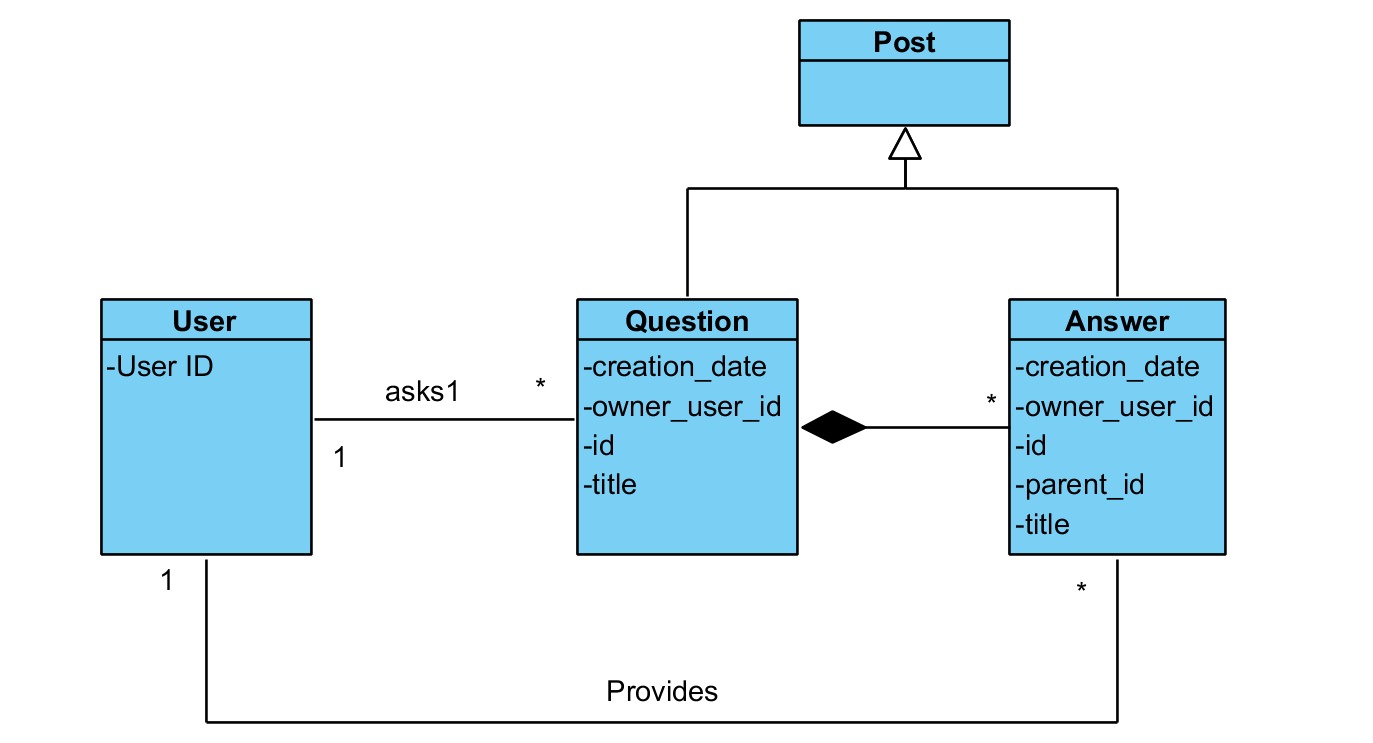 Post
User
-User ID
asks1
*
1
Question
-creation_date
-owner_user_id
-id
-title
*
Answer
-creation_date
-owner_user_id
-id
-parent_id
-title
1
*
Provides